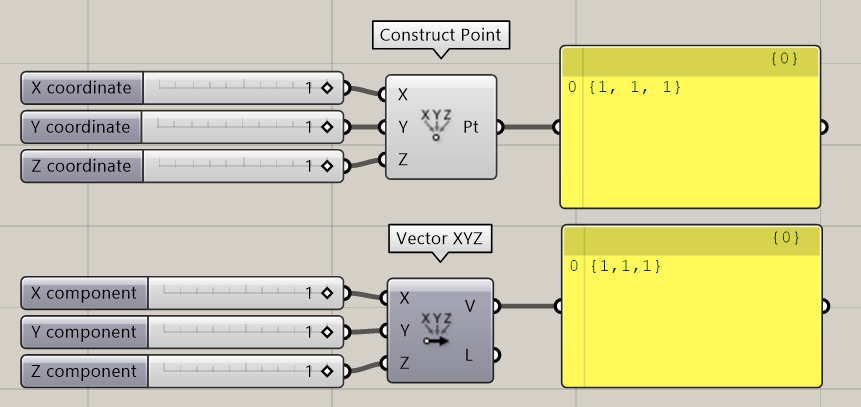 Construct Point
X coordinate 1
Y coordinate 1
Z coordinate 1
X
Y
Z
XYZ
Pt
{0}
0 {1, 1, 1}
Vector XYZ
X component 1
Y component 1
Z component 1
X
Y
Z
XYZ
V
L
{0}
0 {1,1,1}